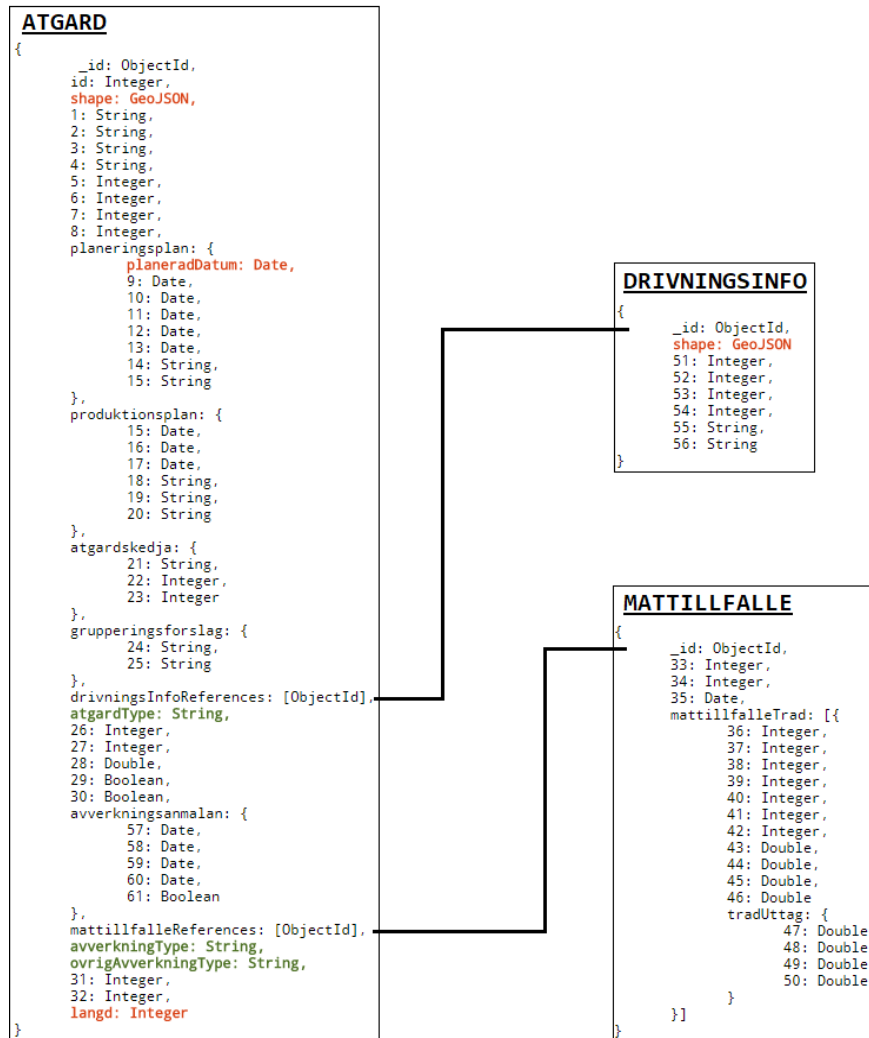 ATGARD
{
_id: ObjectId,
id: Integer,
shape: GeoJSON,
1: String,
2: String,
3: String,
4: String,
5: Integer,
6: Integer,
7: Integer,
8: Integer,
planeringsplan: {
planeradDatum: Date,
9: Date,
10: Date,
11: Date,
12: Date,
13: Date,
14: String,
15: String
},
produktionsplan: {
15: Date,
16: Date,
17: Date,
18: String,
19: String,
20: String
},
atgardskedja: {
21: String,
22: Integer,
23: Integer
},
grupperingsforslag: {
24: String,
25: String
},
drivningsInfoReferences: [ObjectId],
atgardType: String,
26: Integer,
27: Integer,
28: Double,
29: Boolean,
30: Boolean,
avverkningsanmalan: {
57: Date,
58: Date,
59: Date,
60: Date,
61: Boolean
},
mattillfalleReferences: [ObjectId],
avverkningType: String,
ovrigAvverkningType: String,
31: Integer,
32: Integer,
langd: Integer
}
DRIVNINGSINFO
{
_id: ObjectId,
shape: GeoJSON
51: Integer,
52: Integer,
53: Integer,
54: Integer,
55: String,
56: String
}
MATTILLFALLE
{
_id: ObjectId,
33: Integer,
34: Integer,
35: Date,
mattillfalleTrad: [{
36: Integer,
37: Integer,
38: Integer,
39: Integer,
40: Integer,
41: Integer,
42: Integer,
43: Double,
44: Double,
45: Double,
46: Double
tradUttag: {
47: Double
48: Double
49: Double
50: Double
}
}]
}